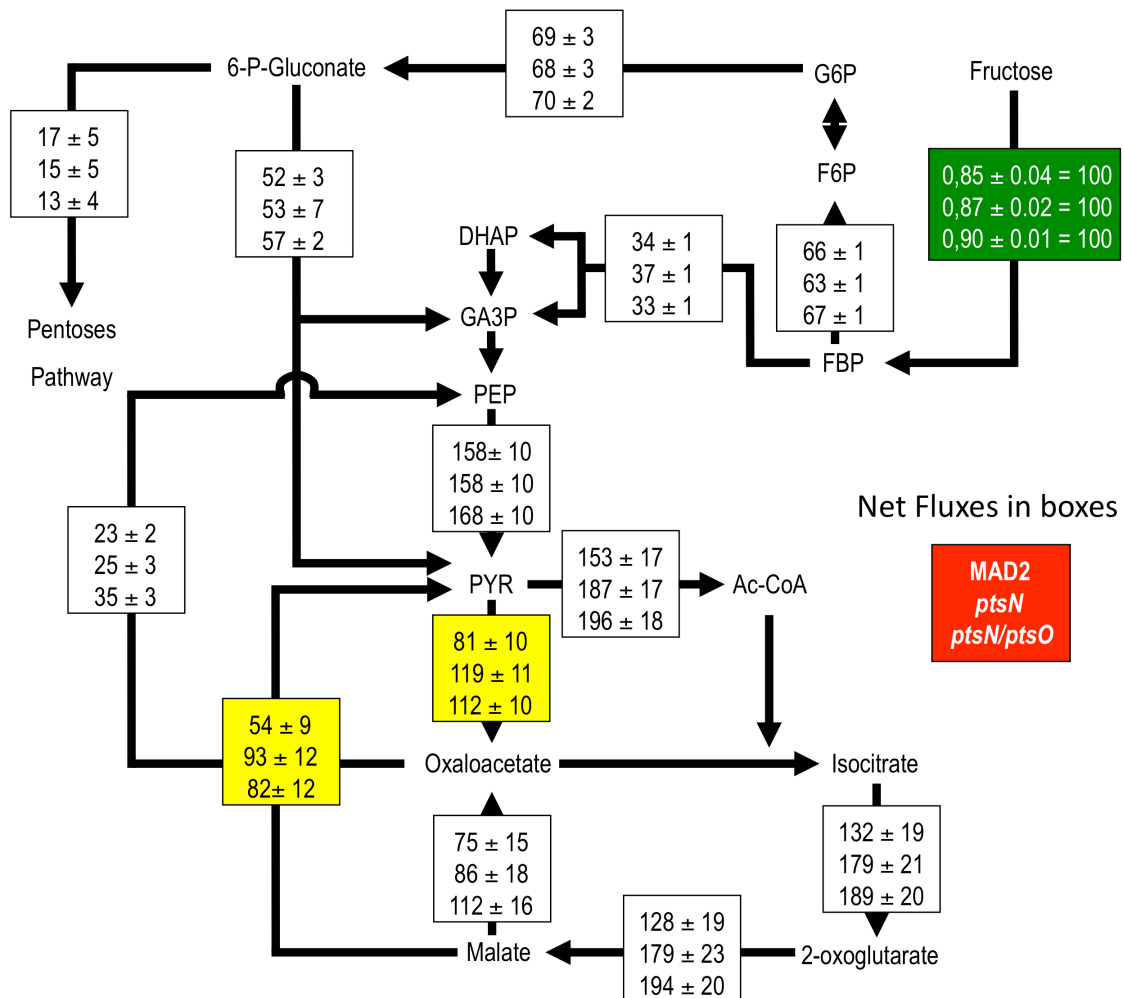 69 ± 3
68 ± 3
70 ± 2
6-P-Gluconate
G6P
Fructose
17 ± 5
15 ± 5
13 ± 4
52 ± 3
53 ± 7
57 ± 2
F6P
0,85 ± 0.04 = 100
0,87 ± 0.02 = 100
0,90 ± 0.01 = 100
DHAP
34 ± 1
37 ± 1
33 ± 1
66 ± 1
63 ± 1
67 ± 1
Pentoses
Pathway
GA3P
FBP
PEP
158± 10
158 ± 10
168 ± 10
Net Fluxes in boxes
23 ± 2
25 ± 3
35 ± 3
153 ± 17
187 ± 17
196 ± 18
PYR
Ac-CoA
MAD2
ptsN
ptsN/ptsO
81 ± 10
119 ± 11
112 ± 10
54 ± 9
93 ± 12
82± 12
Oxaloacetate
Isocitrate
75 ± 15
86 ± 18
112 ± 16
132 ± 19
179 ± 21
189 ± 20
Malate
128 ± 19
179 ± 23
194 ± 20
2-oxoglutarate